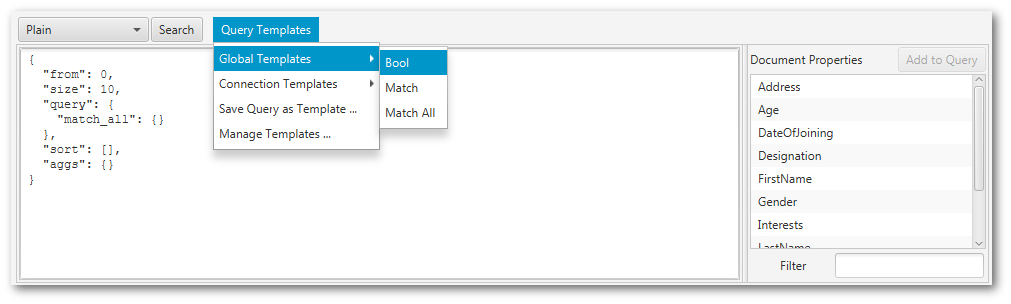 Plain Search Query Templates
{
"from": 0,
"size": 10,
"query": {
"match_all": {}
},
"sort": [],
"aggs": {}
}
Global Templates
Connection Templates
Save Query as Template ...
Manage Templates ...
Bool
Match
Match All
Document Properties Add to Query
Address
Age
DateOfJoining
Designation
FirstName
Gender
Interests
LastName
Filter